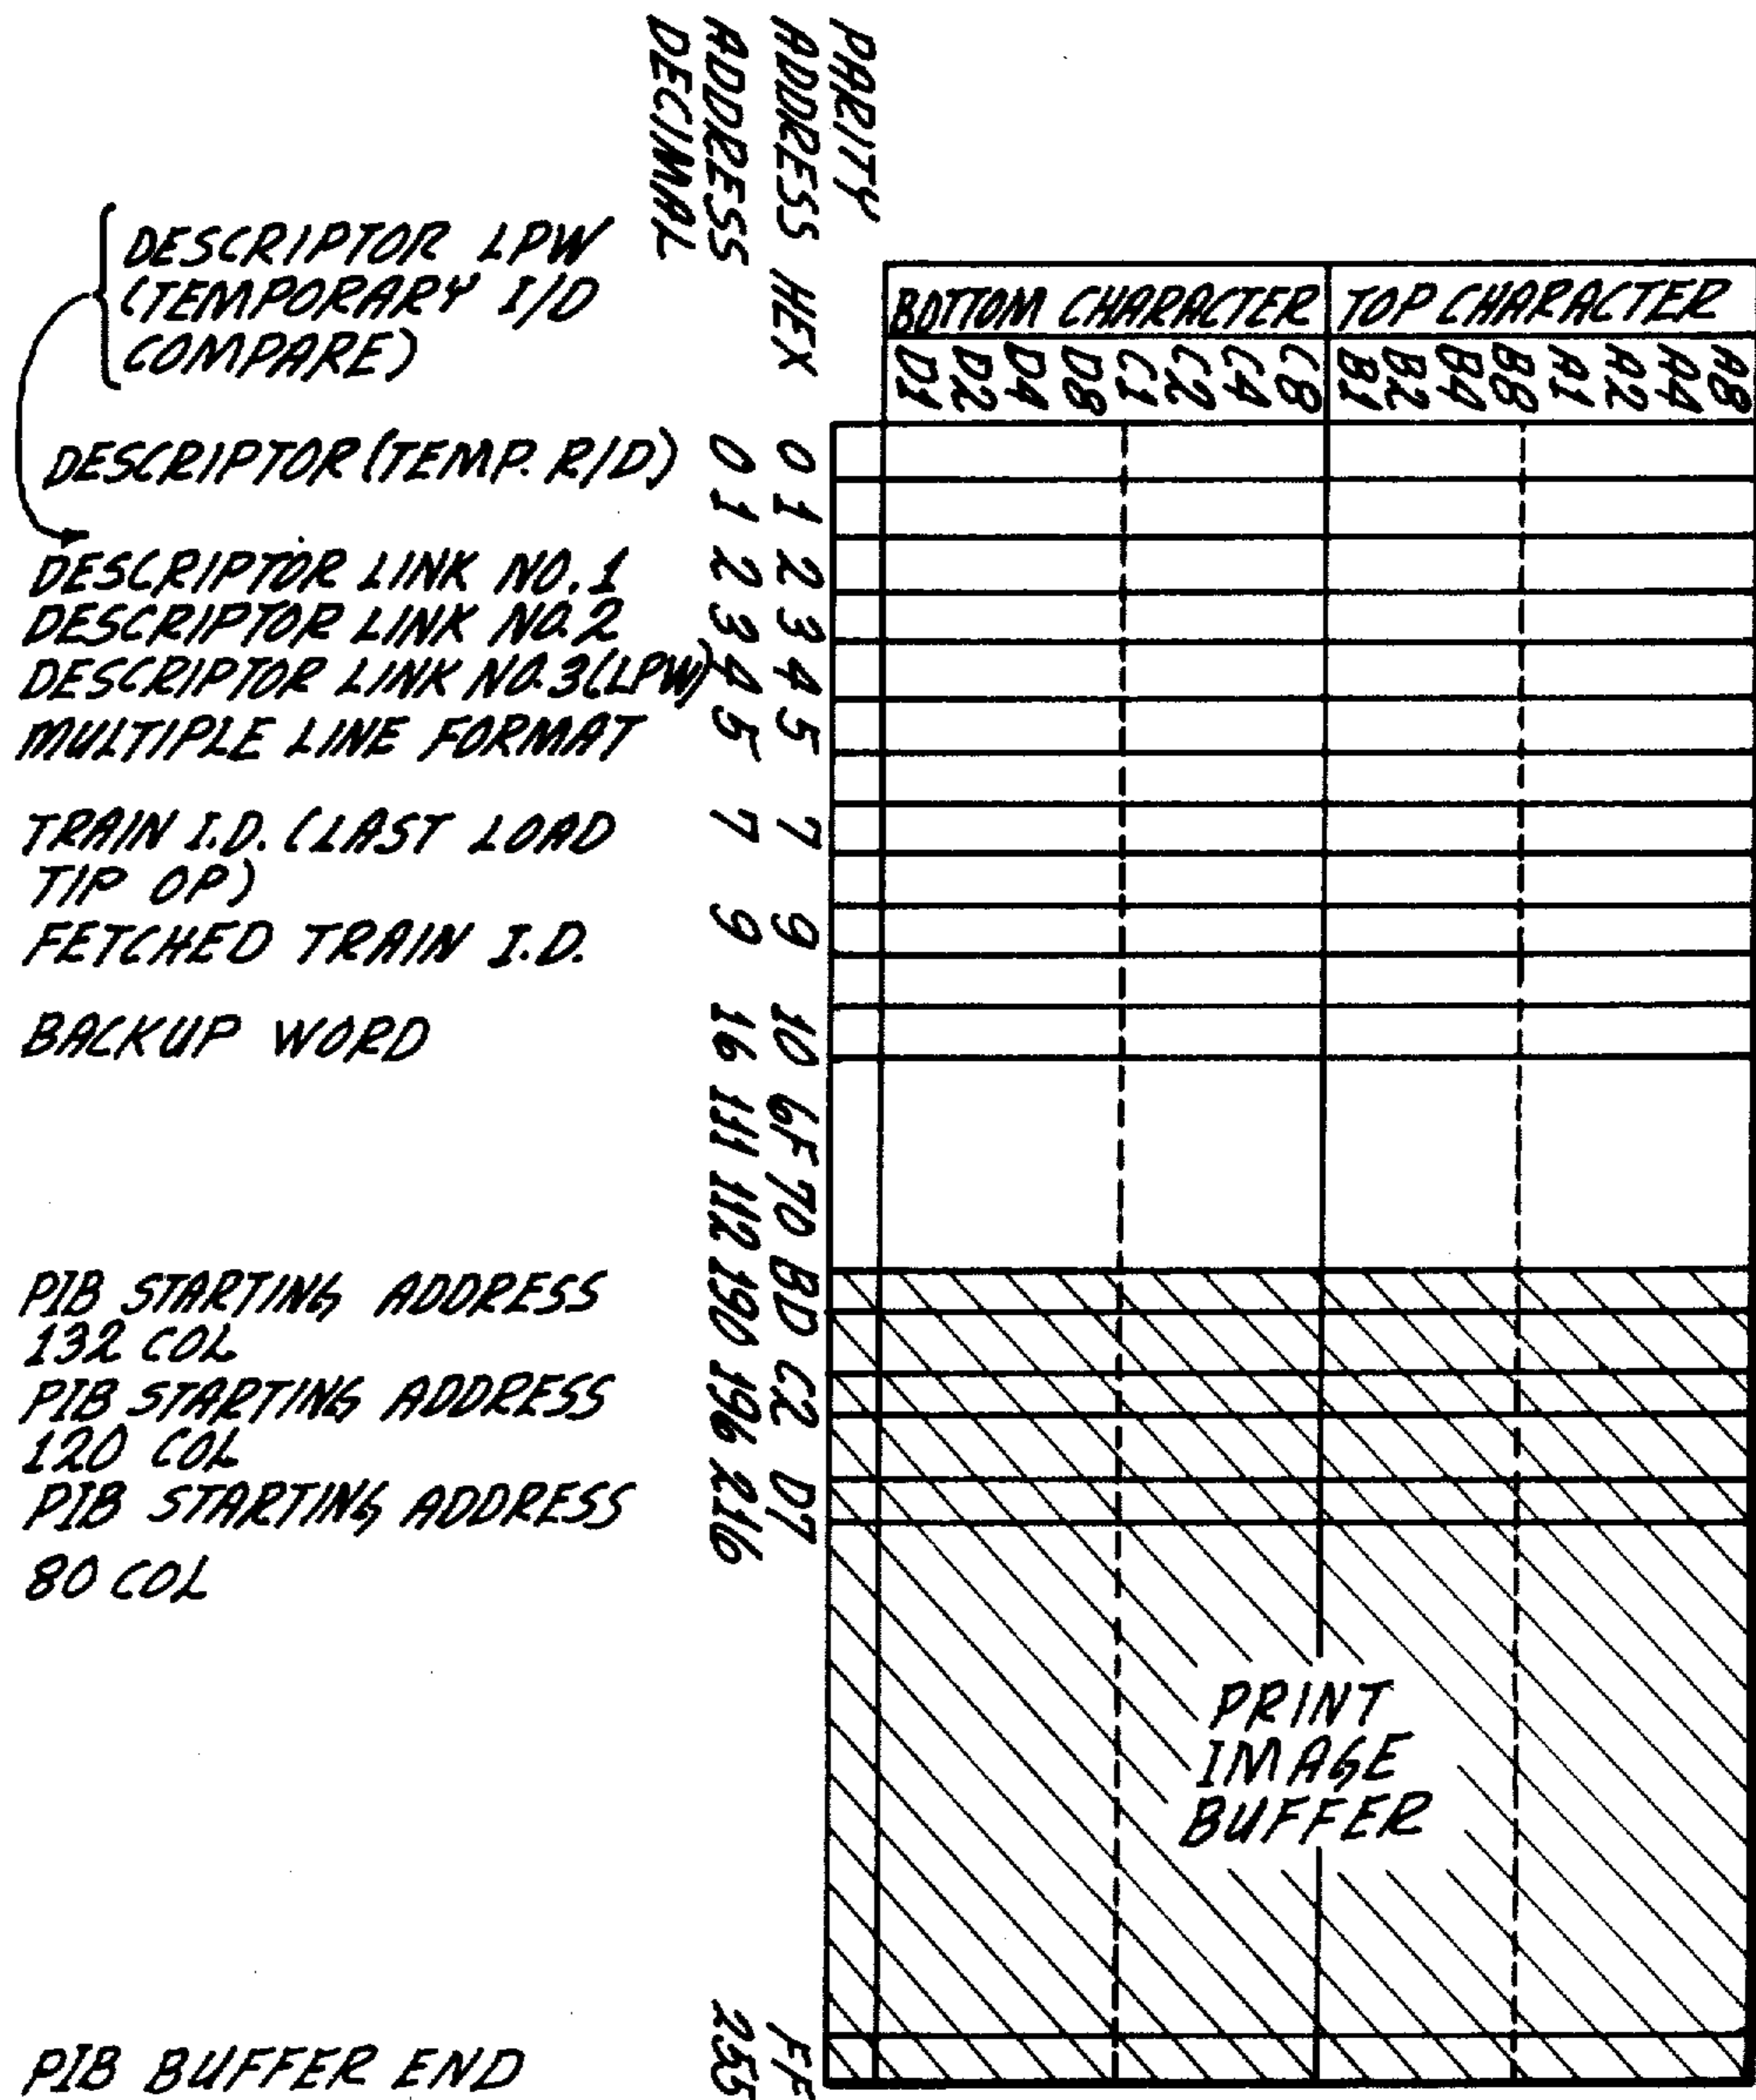 PARITY
ADDRESS HEX
ADDRESS
DECIMAL
DESCRIPTOR LPW
(TEMPORARY I/D
COMPARE)
BOTTOM CHARACTER TOP CHARACTER
D1 D2 D4 D8 C1 C2 C4 C8 B1 B2 B4 B8 A1 A2 A4 A8
DESCRIPTOR (TEMP. R/D) 0 0
1 1
DESCRIPTOR LINK NO. 1 2 2
DESCRIPTOR LINK NO. 2 3 3
DESCRIPTOR LINK NO. 3 (LPW) 4 4
MULTIPLE LINE FORMAT 5 5
TRAIN I.D. (LAST LOAD 7 7
TIP OP)
FETCHED TRAIN I.D. 9 9
BACKUP WORD 16 10
111 6F
112 70
PIB STARTING ADDRESS 190 BD
132 COL
PIB STARTING ADDRESS 196 C2
120 COL
PIB STARTING ADDRESS 216 D7
80 COL
PRINT
IMAGE
BUFFER
PIB BUFFER END 255 FF